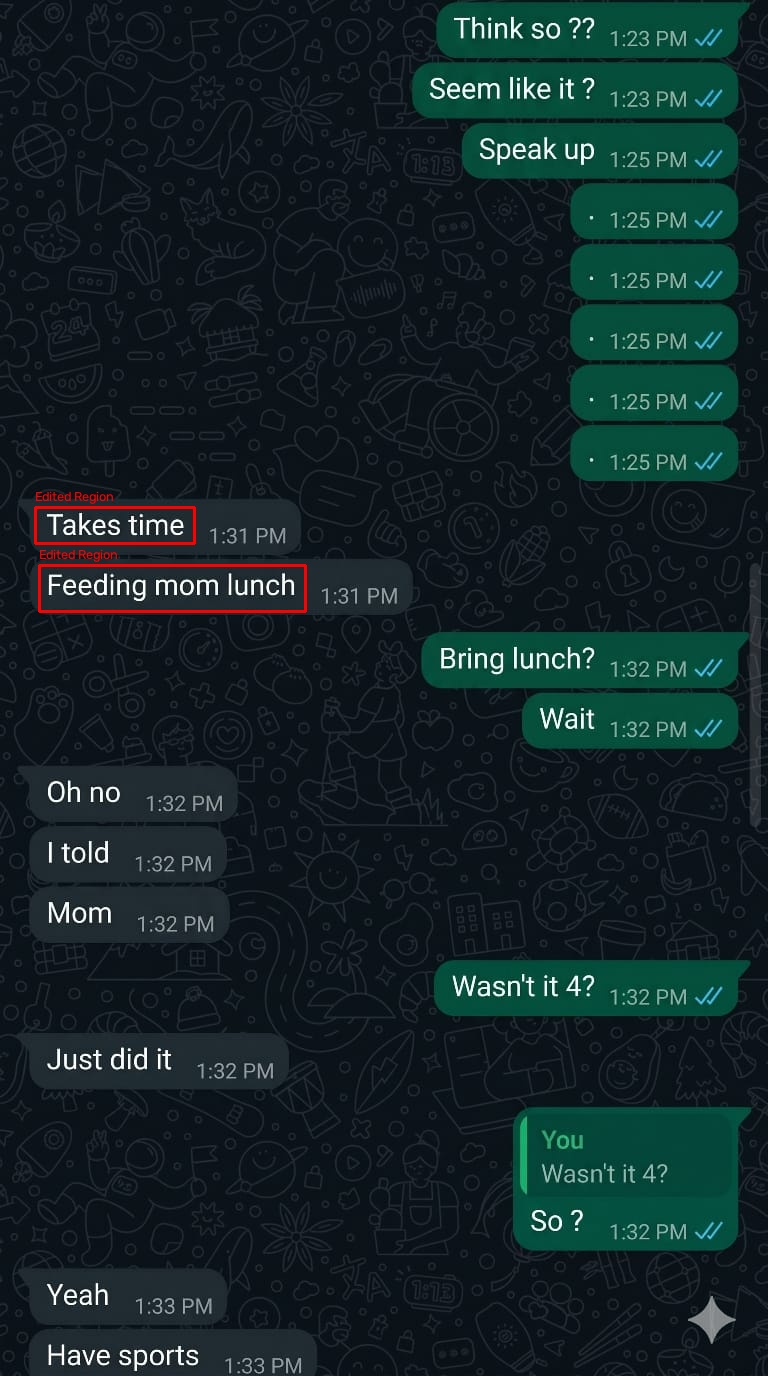 Think so ?? 1:23 PM
Seem like it ? 1:23 PM
Speak up 1:25 PM
. 1:25 PM
. 1:25 PM
. 1:25 PM
. 1:25 PM
. 1:25 PM
Edited Region
Takes time 1:31 PM
Edited Region
Feeding mom lunch 1:31 PM
Bring lunch? 1:32 PM
Wait 1:32 PM
Oh no 1:32 PM
I told 1:32 PM
Mom 1:32 PM
Wasn't it 4? 1:32 PM
Just did it 1:32 PM
You
Wasn't it 4?
So ? 1:32 PM
Yeah 1:33 PM
Have sports 1:33 PM